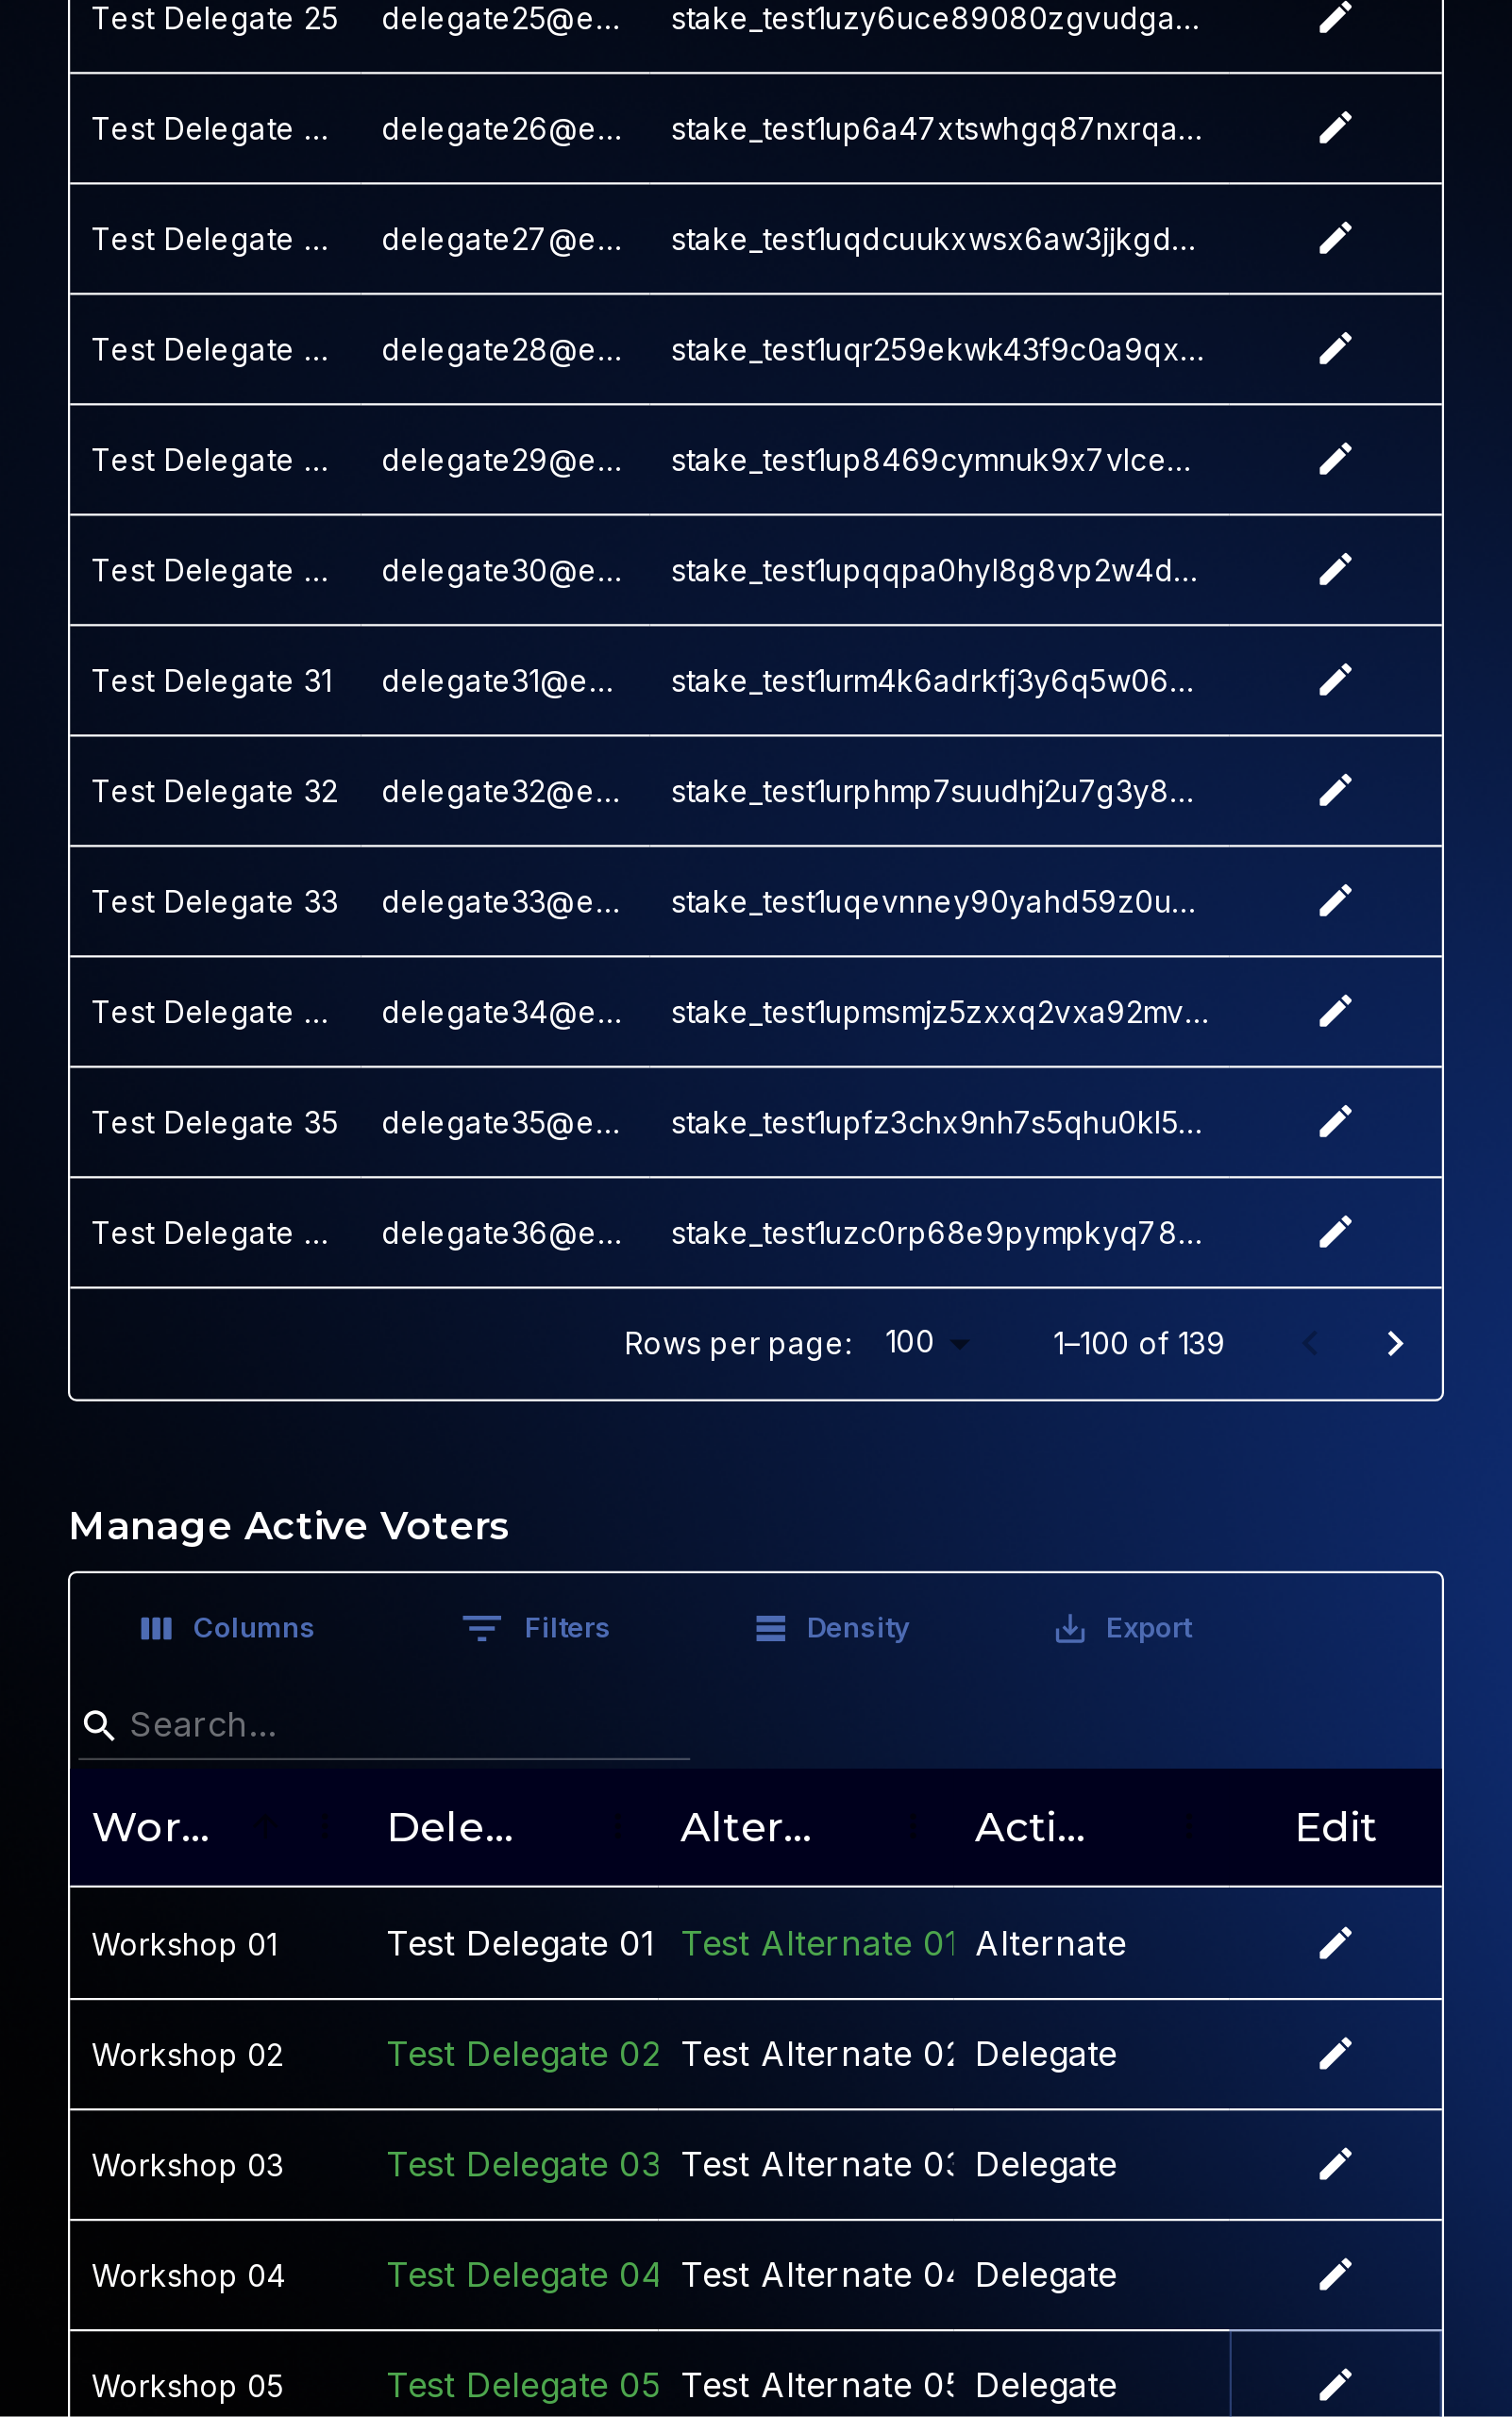 Test Delegate 25 delegate25@e... stake_test1uzy6uce89080zgvudga...
Test Delegate ... delegate26@e... stake_test1up6a47xtswhgq87nxrqa...
Test Delegate ... delegate27@e... stake_test1uqdcuukxwsx6aw3jjkgd...
Test Delegate ... delegate28@e... stake_test1uqr259ekwk43f9c0a9qx...
Test Delegate ... delegate29@e... stake_test1up8469cymnuk9x7vlce...
Test Delegate ... delegate30@e... stake_test1upqqpa0hyl8g8vp2w4d...
Test Delegate 31 delegate31@e... stake_test1urm4k6adrkfj3y6q5w06...
Test Delegate 32 delegate32@e... stake_test1urphmp7suudhj2u7g3y8...
Test Delegate 33 delegate33@e... stake_test1uqevnney90yahd59z0u...
Test Delegate ... delegate34@e... stake_test1upmsmjz5zxxq2vxa92mv...
Test Delegate 35 delegate35@e... stake_test1upfz3chx9nh7s5qhu0kl5...
Test Delegate ... delegate36@e... stake_test1uzc0rp68e9pympkyq78...
Rows per page: 100 1–100 of 139
Manage Active Voters
Columns Filters Density Export
Search...
Wor... Dele... Alter... Acti... Edit
Workshop 01 Test Delegate 01 Test Alternate 01 Alternate
Workshop 02 Test Delegate 02 Test Alternate 02 Delegate
Workshop 03 Test Delegate 03 Test Alternate 03 Delegate
Workshop 04 Test Delegate 04 Test Alternate 04 Delegate
Workshop 05 Test Delegate 05 Test Alternate 05 Delegate